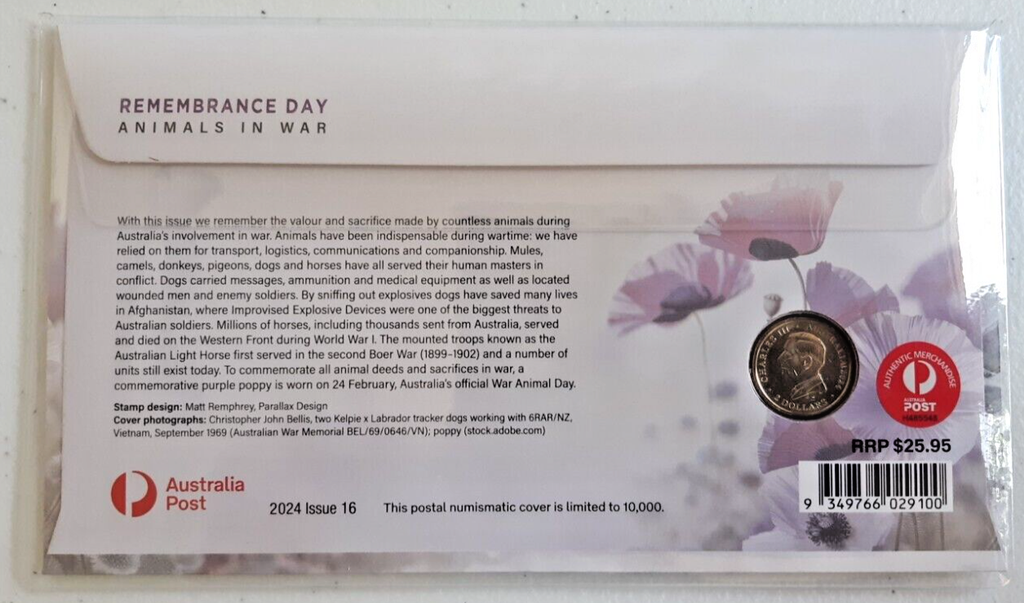 REMEMBRANCE DAY
ANIMALS IN WAR
With this issue we remember the valour and sacrifice made by countless animals during
Australia's involvement in war. Animals have been indispensable during wartime: we have
relied on them for transport, logistics, communications and companionship. Mules,
camels, donkeys, pigeons, dogs and horses have all served their human masters in
conflict. Dogs carried messages, ammunition and medical equipment as well as located
wounded men and enemy soldiers. By sniffing out explosives dogs have saved many lives
in Afghanistan, where Improvised Explosive Devices were one of the biggest threats to
Australian soldiers. Millions of horses, including thousands sent from Australia, served
and died on the Western Front during World War I. The mounted troops known as the
Australian Light Horse first served in the second Boer War (1899–1902) and a number of
units still exist today. To commemorate all animal deeds and sacrifices in war, a
commemorative purple poppy is worn on 24 February, Australia's official War Animal Day.
Stamp design: Matt Remphrey, Parallax Design
Cover photographs: Christopher John Bellis, two Kelpie x Labrador tracker dogs working with 6RAR/NZ,
Vietnam, September 1969 (Australian War Memorial BEL/69/0646/VN); poppy (stock.adobe.com)
CHARLES III AUSTRALIA 2024
2 DOLLARS
AUTHENTIC MERCHANDISE
AUSTRALIA
POST
RRP $25.95
9 349766 029100
Australia
Post
2024 Issue 16
This postal numismatic cover is limited to 10,000.